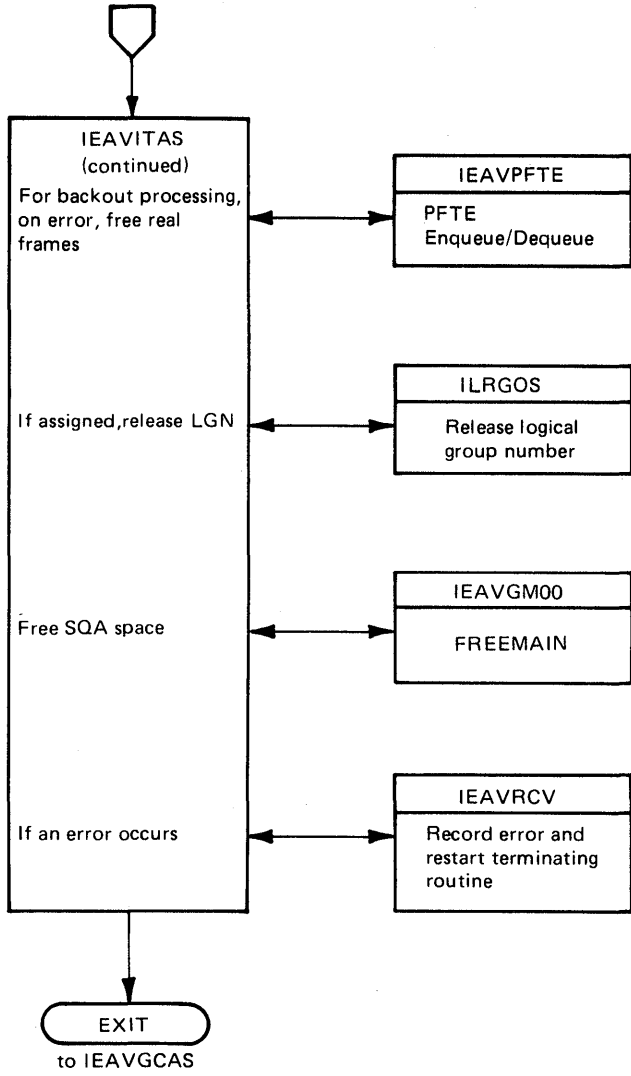 IEAVITAS
(continued)
For backout processing,
on error, free real
frames
IEAVPFTE
PFTE
Enqueue/Dequeue
If assigned,release LGN
ILRGOS
Release logical
group number
Free SQA space
IEAVGM00
FREEMAIN
If an error occurs
IEAVRCV
Record error and
restart terminating
routine
EXIT
to IEAVGCAS